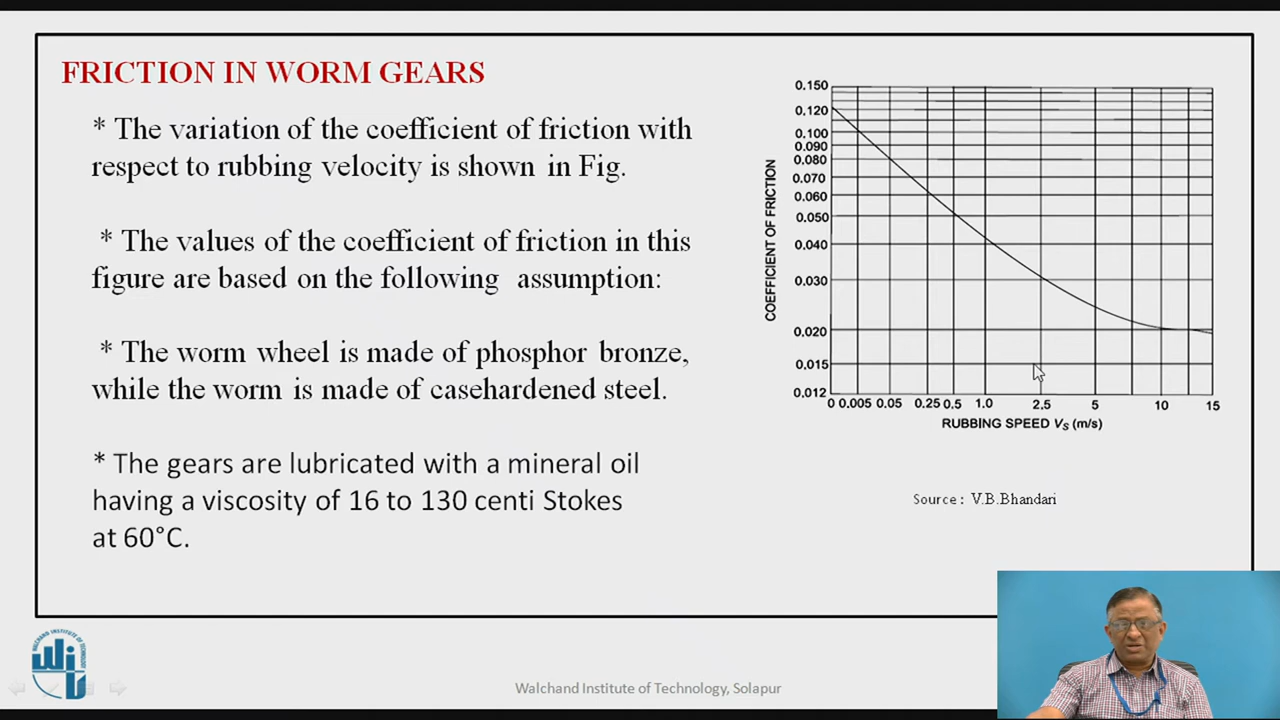 FRICTION IN WORM GEARS
* The variation of the coefficient of friction with
respect to rubbing velocity is shown in Fig.
* The values of the coefficient of friction in this
figure are based on the following assumption:
* The worm wheel is made of phosphor bronze,
while the worm is made of casehardened steel.
* The gears are lubricated with a mineral oil
having a viscosity of 16 to 130 centi Stokes
at 60°C.
COEFFICIENT OF FRICTION
0.150
0.120
0.100
0.090
0.080
0.070
0.060
0.050
0.040
0.030
0.020
0.015
0.012
0 0.005 0.05 0.25 0.5 1.0 2.5 5 10 15
RUBBING SPEED Vs (m/s)
Source: V.B.Bhandari
WALCHAND INSTITUTE OF TECHNOLOGY
WIT
Walchand Institute of Technology, Solapur